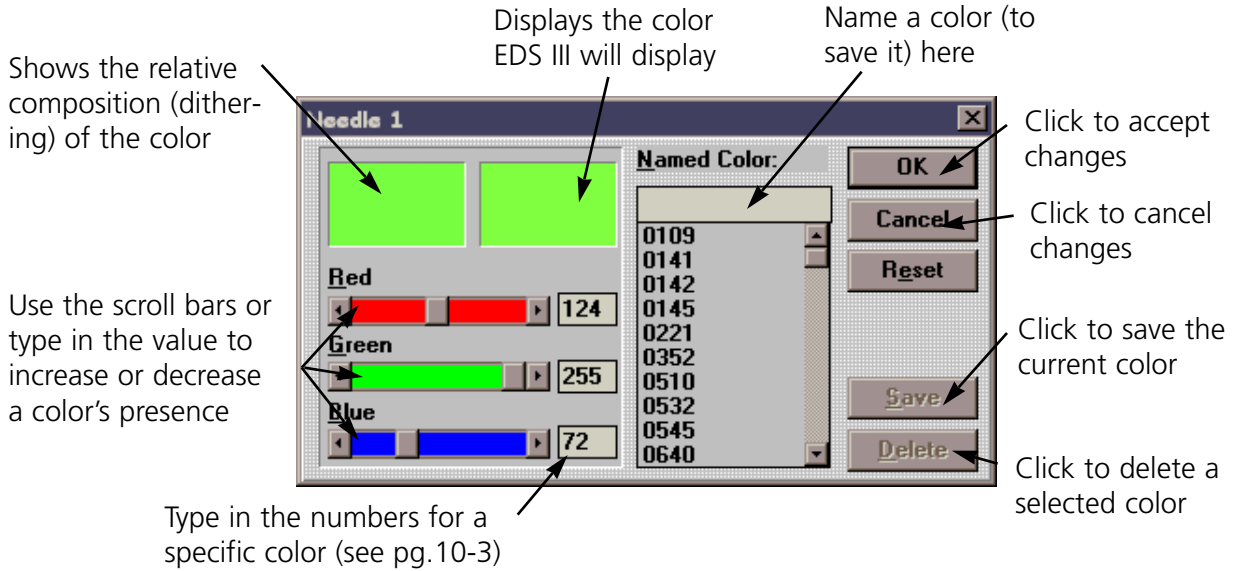 Displays the color
EDS III will display
Name a color (to
save it) here
Shows the relative
composition (dither-
ing) of the color
Needle 1
Click to accept
changes
Named Color:
OK
Click to cancel
changes
Cancel
0109
0141
0142
0145
0221
0352
0510
0532
0545
0640
Reset
Red
124
Use the scroll bars or
type in the value to
increase or decrease
a color's presence
Green
255
Click to save the
current color
Save
Blue
72
Delete
Click to delete a
selected color
Type in the numbers for a
specific color (see pg.10-3)